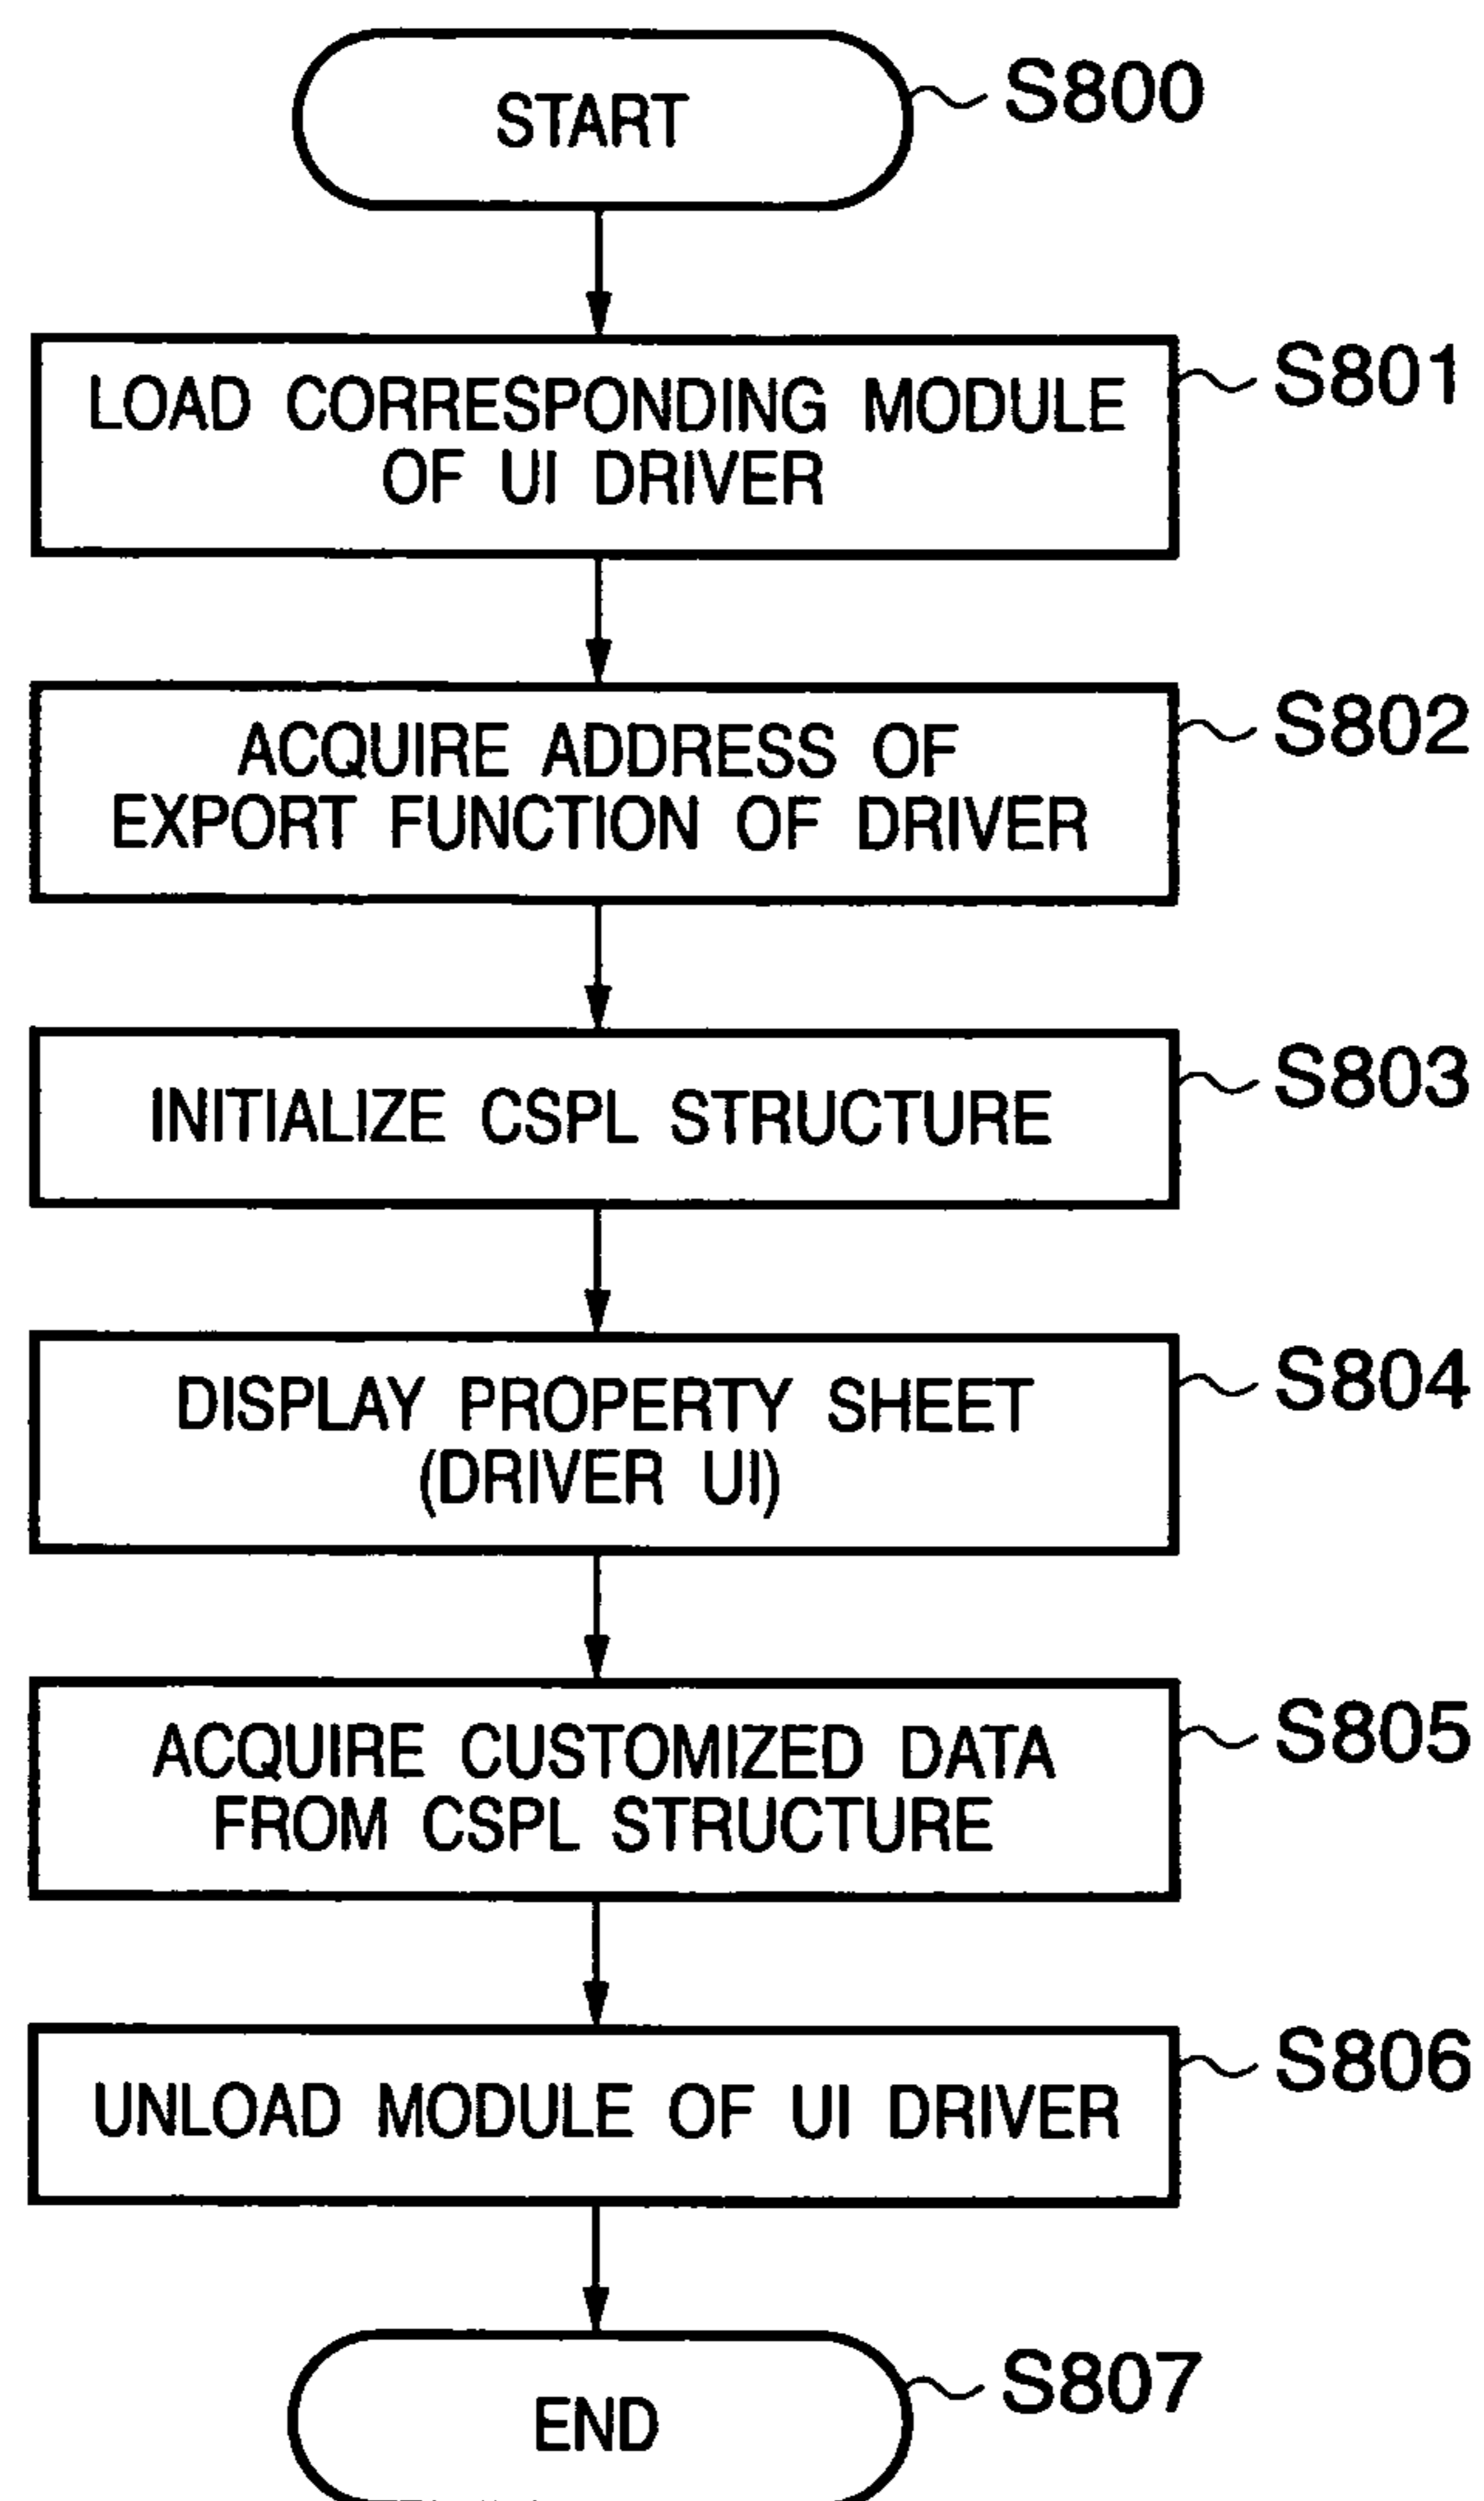 START
S800
LOAD CORRESPONDING MODULE
OF UI DRIVER
S801
ACQUIRE ADDRESS OF
EXPORT FUNCTION OF DRIVER
S802
INITIALIZE CSPL STRUCTURE
S803
DISPLAY PROPERTY SHEET
(DRIVER UI)
S804
ACQUIRE CUSTOMIZED DATA
FROM CSPL STRUCTURE
S805
UNLOAD MODULE OF UI DRIVER
S806
END
S807